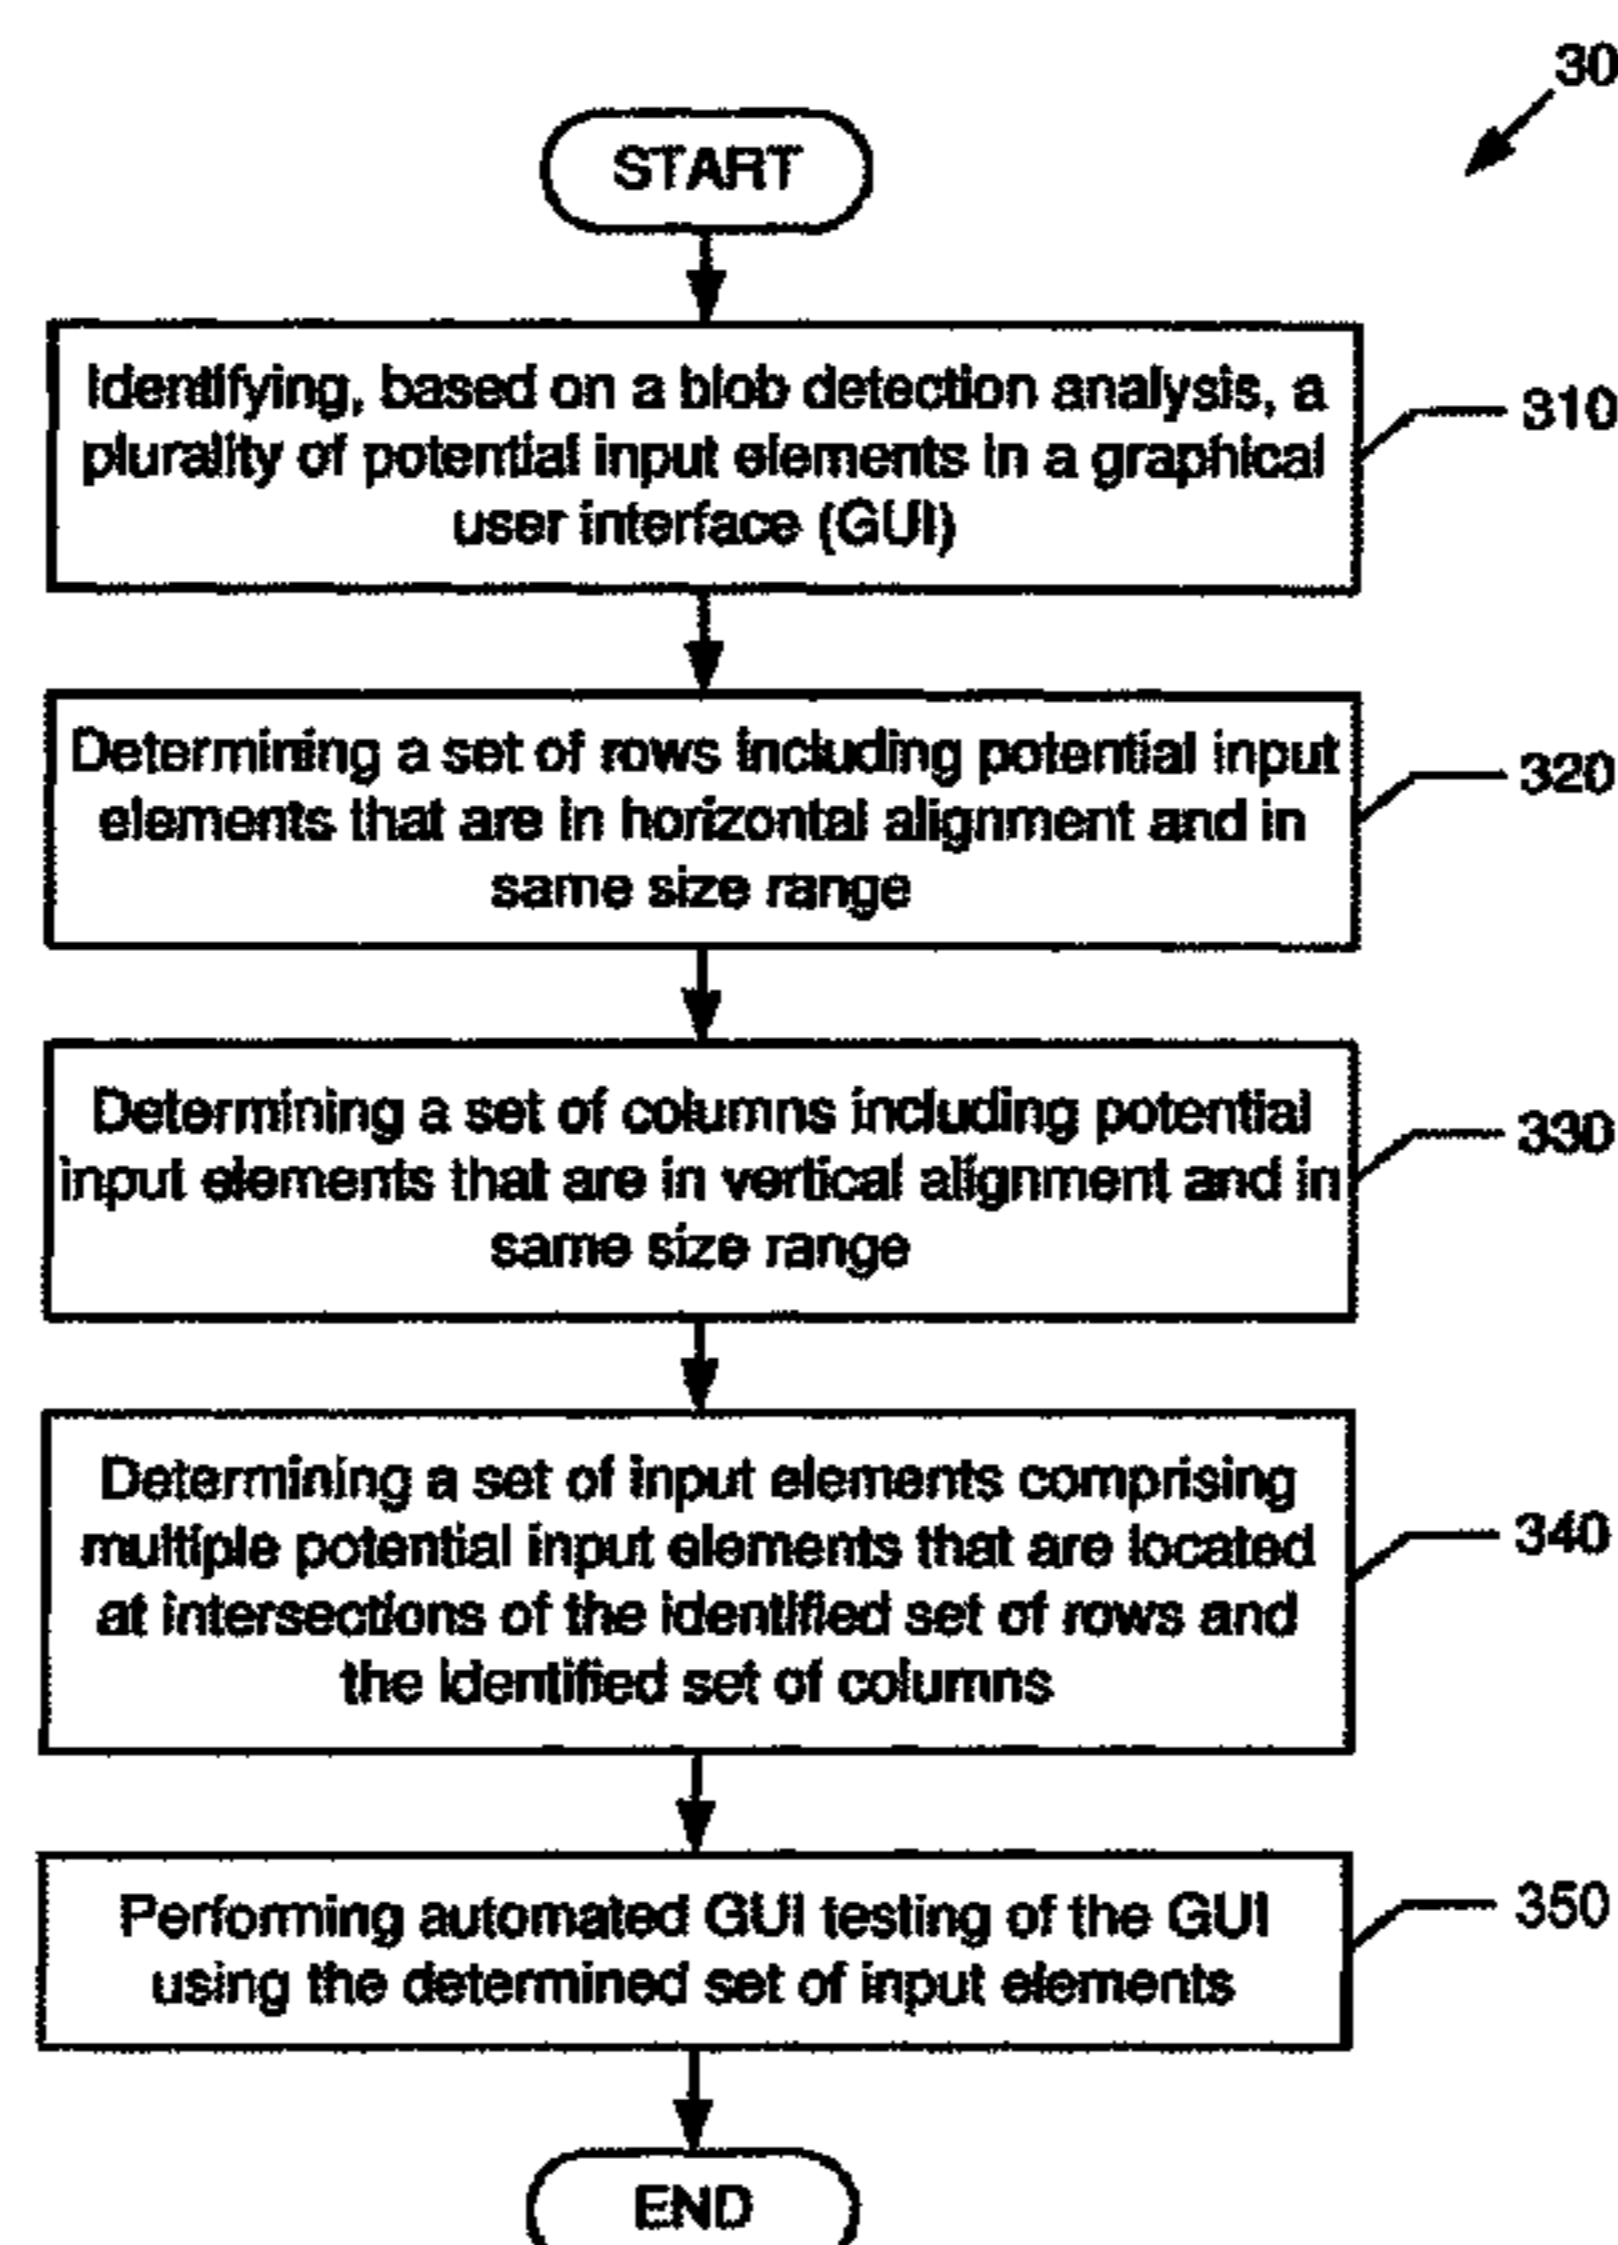 30
START
Identifying, based on a blob detection analysis, a
plurality of potential input elements in a graphical
user interface (GUI)
310
Determining a set of rows including potential input
elements that are in horizontal alignment and in
same size range
320
Determining a set of columns including potential
input elements that are in vertical alignment and in
same size range
330
Determining a set of input elements comprising
multiple potential input elements that are located
at intersections of the identified set of rows and
the identified set of columns
340
Performing automated GUI testing of the GUI
using the determined set of input elements
350
END